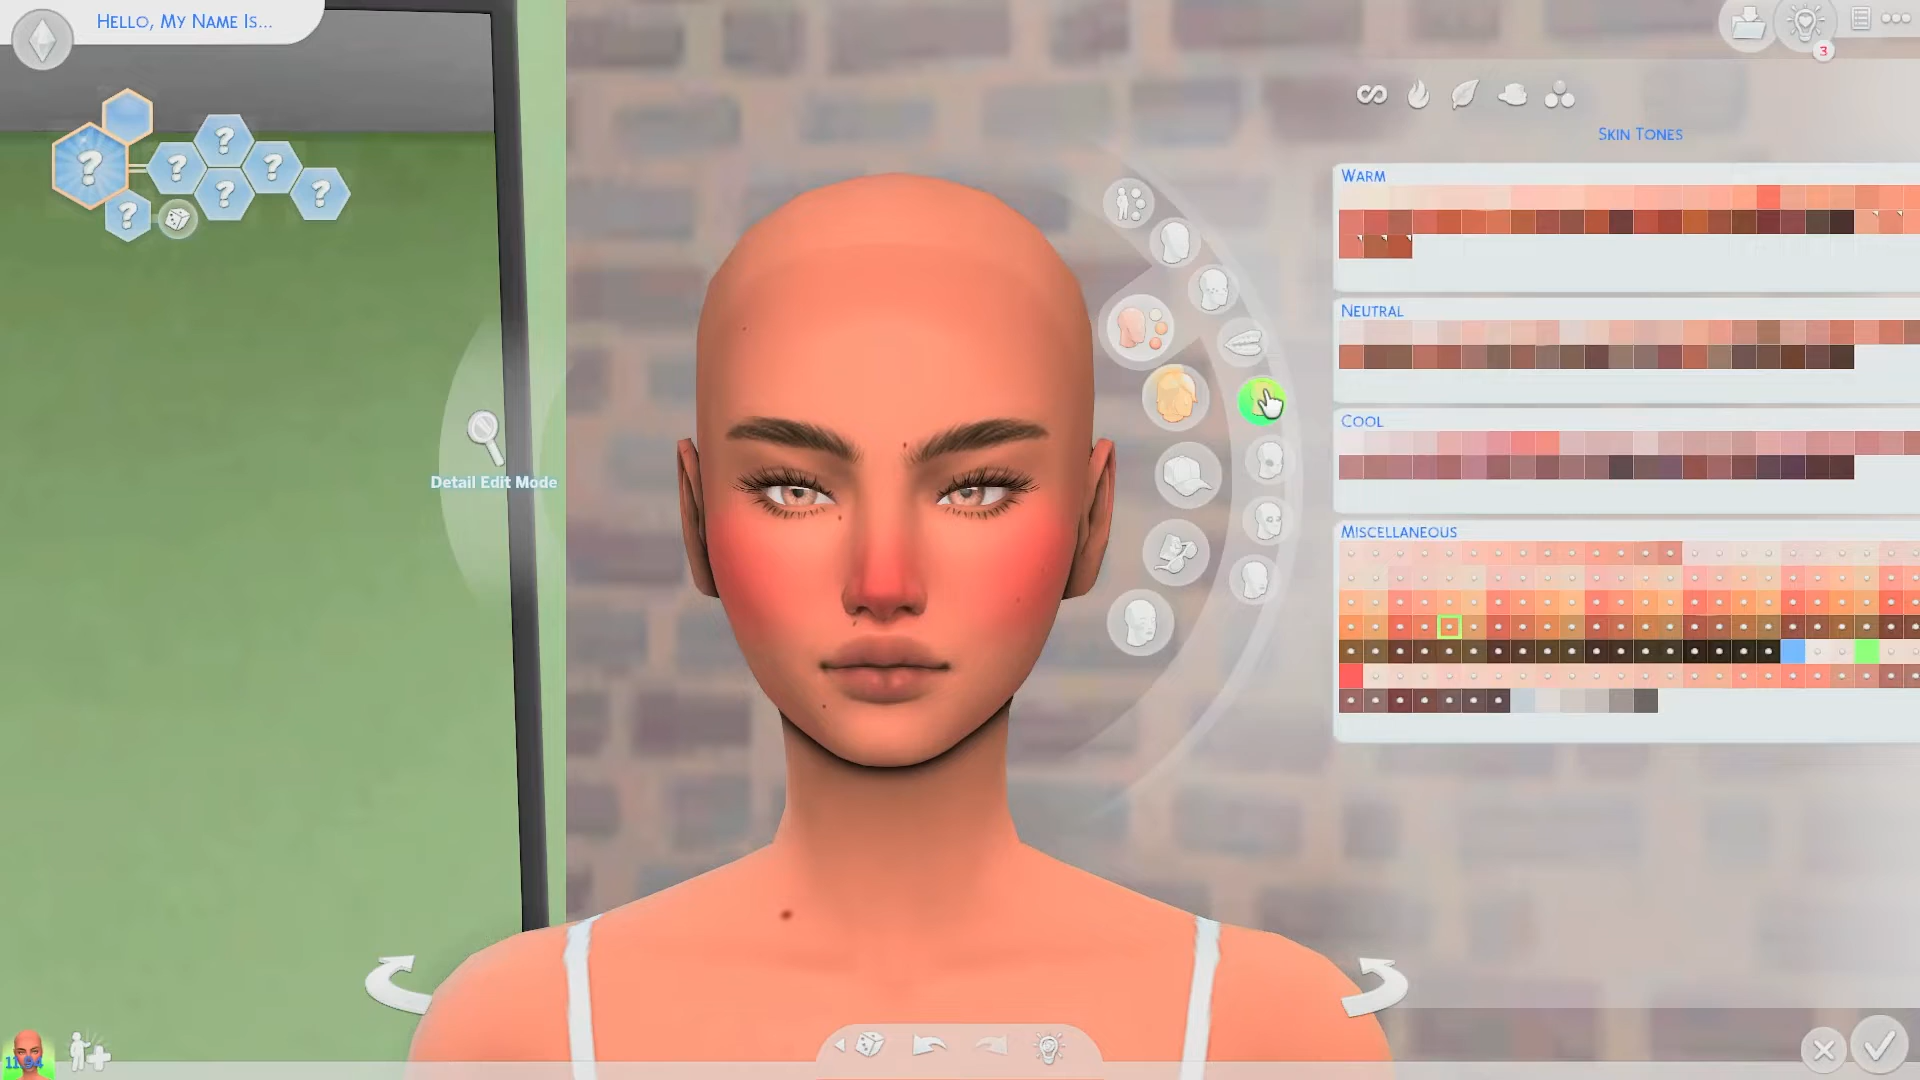 Hello, My Name Is...
3
Skin Tones
Warm
Neutral
Cool
Miscellaneous
Detail Edit Mode
?
?
?
?
?
?
?